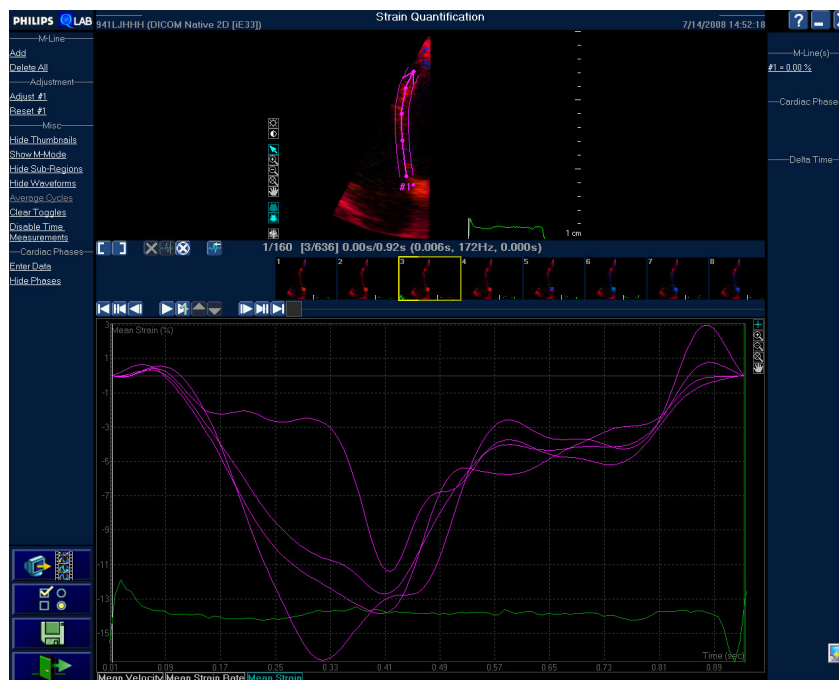 PHILIPS QLAB
941LJHHH (DICOM Native 2D [iE33])
Strain Quantification
7/14/2008 14:52:18
?
M-Line
Add
Delete All
Adjustment
Adjust #1
Reset #1
Misc
Hide Thumbnails
Show M-Mode
Hide Sub-Regions
Hide Waveforms
Average Cycles
Clear Toggles
Disable Time
Measurements
Cardiac Phases
Enter Data
Hide Phases
#1*
1 cm
M-Line(s)
#1 = 0.00 %
Cardiac Phase
Delta Time
1/160 [3/636] 0.00s/0.92s (0.006s, 172Hz, 0.000s)
1 2 3 4 5 6 7 8
Mean Strain (%)
3
1
-1
-3
-5
-7
-9
-11
-13
-15
Time (sec)
0.01 0.09 0.17 0.25 0.33 0.41 0.49 0.57 0.65 0.73 0.81 0.89
Mean Velocity Mean Strain Rate Mean Strain